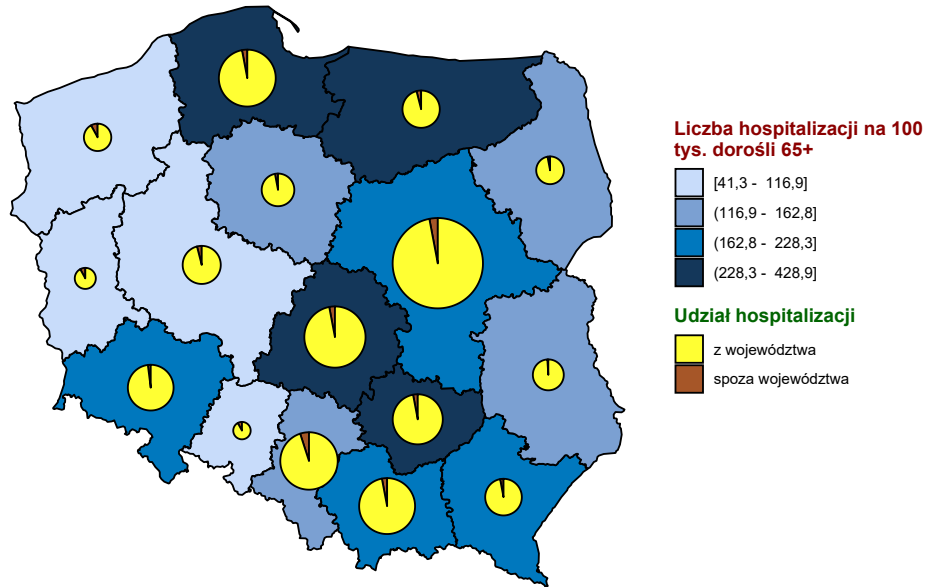 Liczba hospitalizacji na 100
tys. dorośli 65+
[41,3 - 116,9]
(116,9 - 162,8]
(162,8 - 228,3]
(228,3 - 428,9]
Udział hospitalizacji
z województwa
spoza województwa